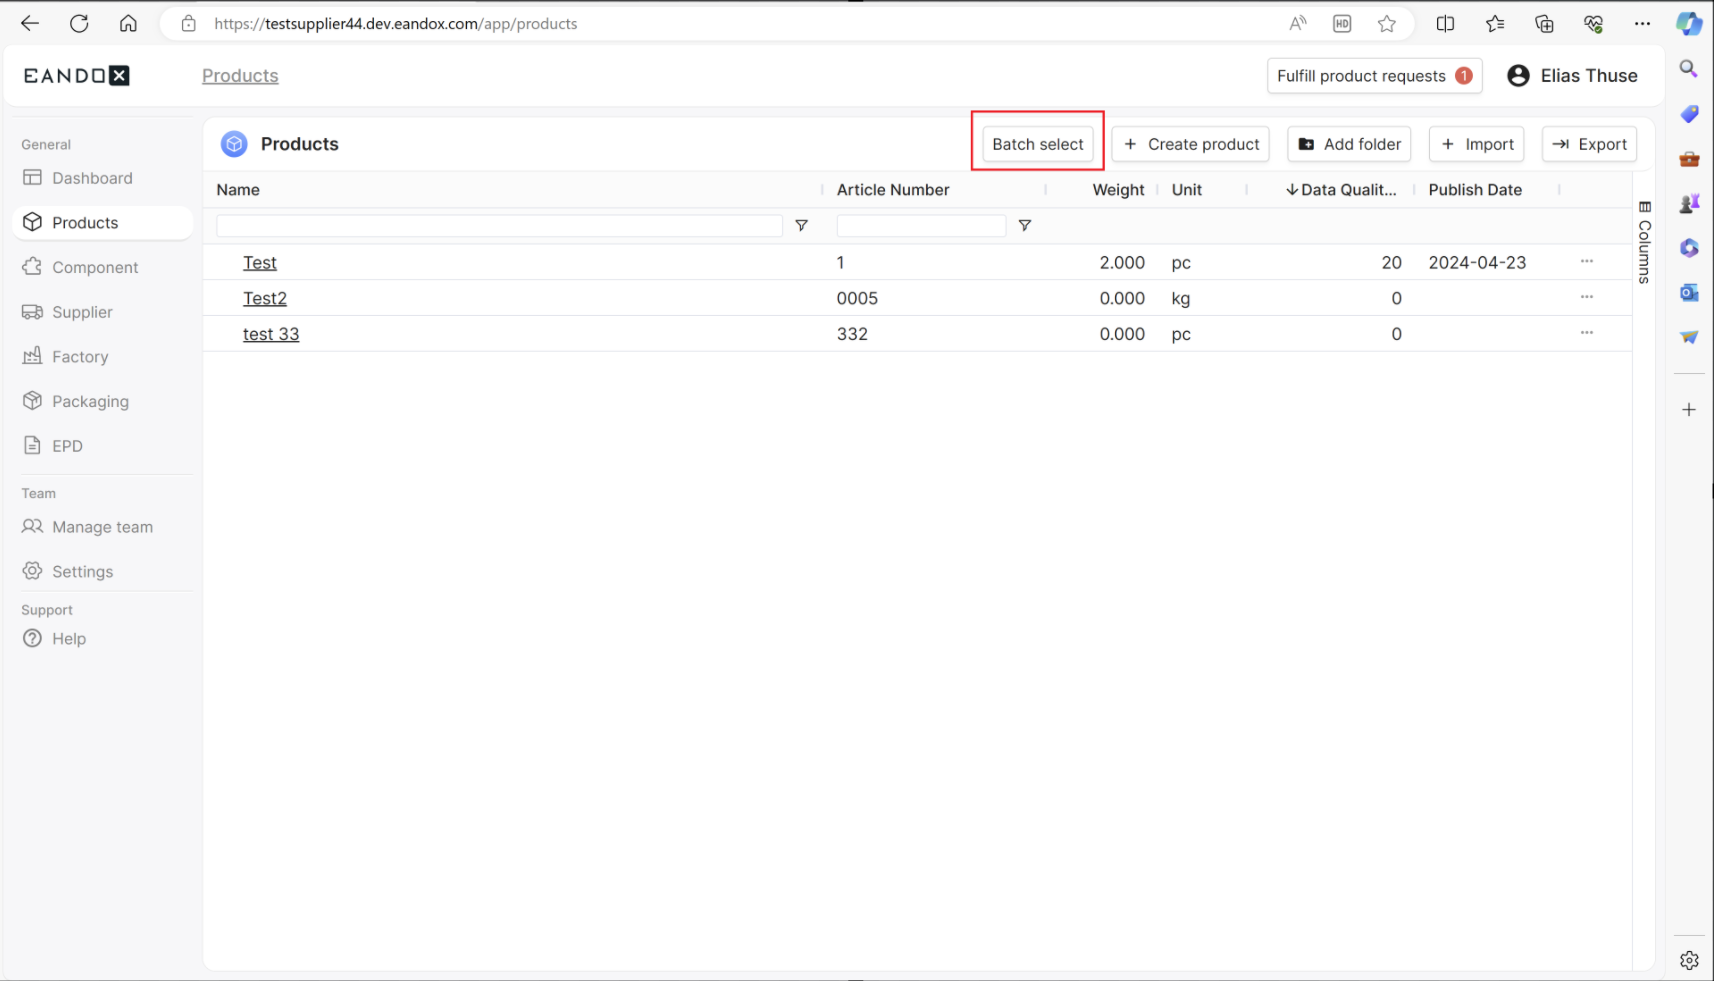 https://testsupplier44.dev.eandox.com/app/products
EANDOX
Products
Fulfill product requests 1
Elias Thuse
General
Dashboard
Products
Component
Supplier
Factory
Packaging
EPD
Team
Manage team
Settings
Support
Help
Products
Batch select
+ Create product
Add folder
+ Import
Export
Name Article Number Weight Unit Data Qualit... Publish Date
Test 1 2.000 pc 20 2024-04-23 ...
Test2 0005 0.000 kg 0 ...
test 33 332 0.000 pc 0 ...
Columns